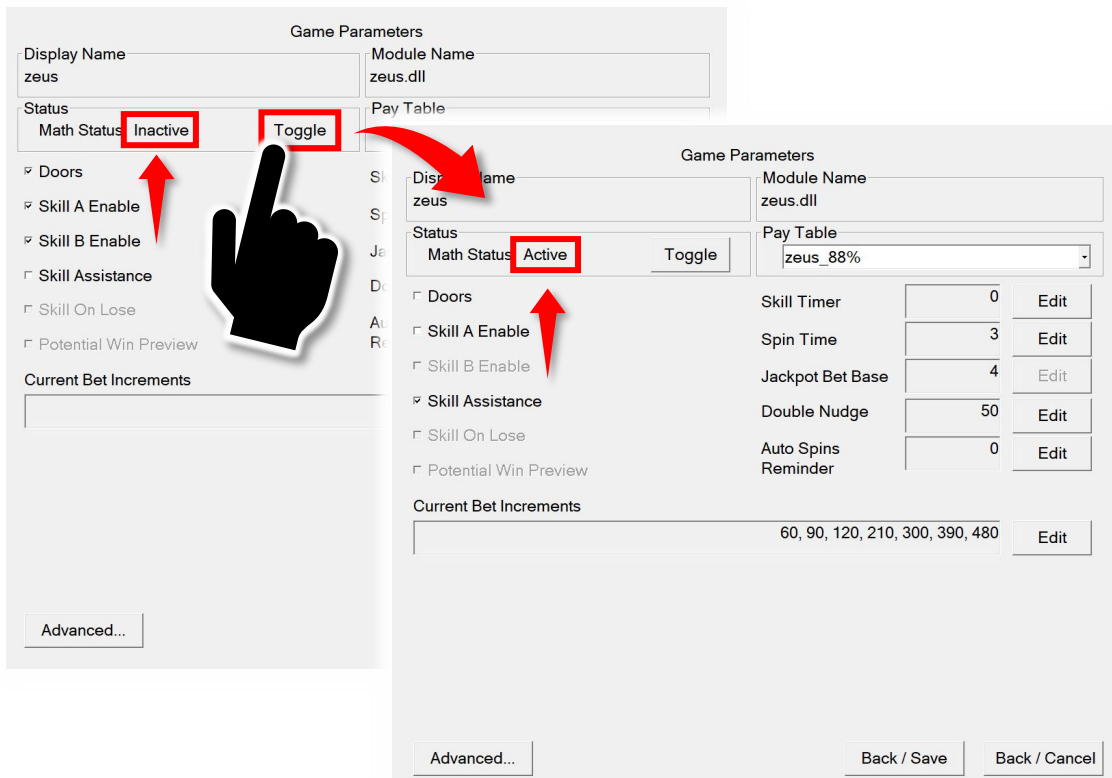 Game Parameters
Display Name
Module Name
zeus
zeus.dll
Status
Pay Table
Math Status
Inactive
Toggle
Doors
Skill A Enable
Skill B Enable
Skill Assistance
Skill On Lose
Potential Win Preview
Current Bet Increments
Advanced...
Game Parameters
Module Name
zeus
zeus.dll
Status
Pay Table
Math Status
Active
Toggle
zeus_88%
Doors
Skill Timer
0
Edit
Skill A Enable
Spin Time
3
Edit
Skill B Enable
Jackpot Bet Base
4
Edit
Skill Assistance
Double Nudge
50
Edit
Skill On Lose
Auto Spins
Reminder
0
Edit
Potential Win Preview
Current Bet Increments
60, 90, 120, 210, 300, 390, 480
Edit
Advanced...
Back / Save
Back / Cancel